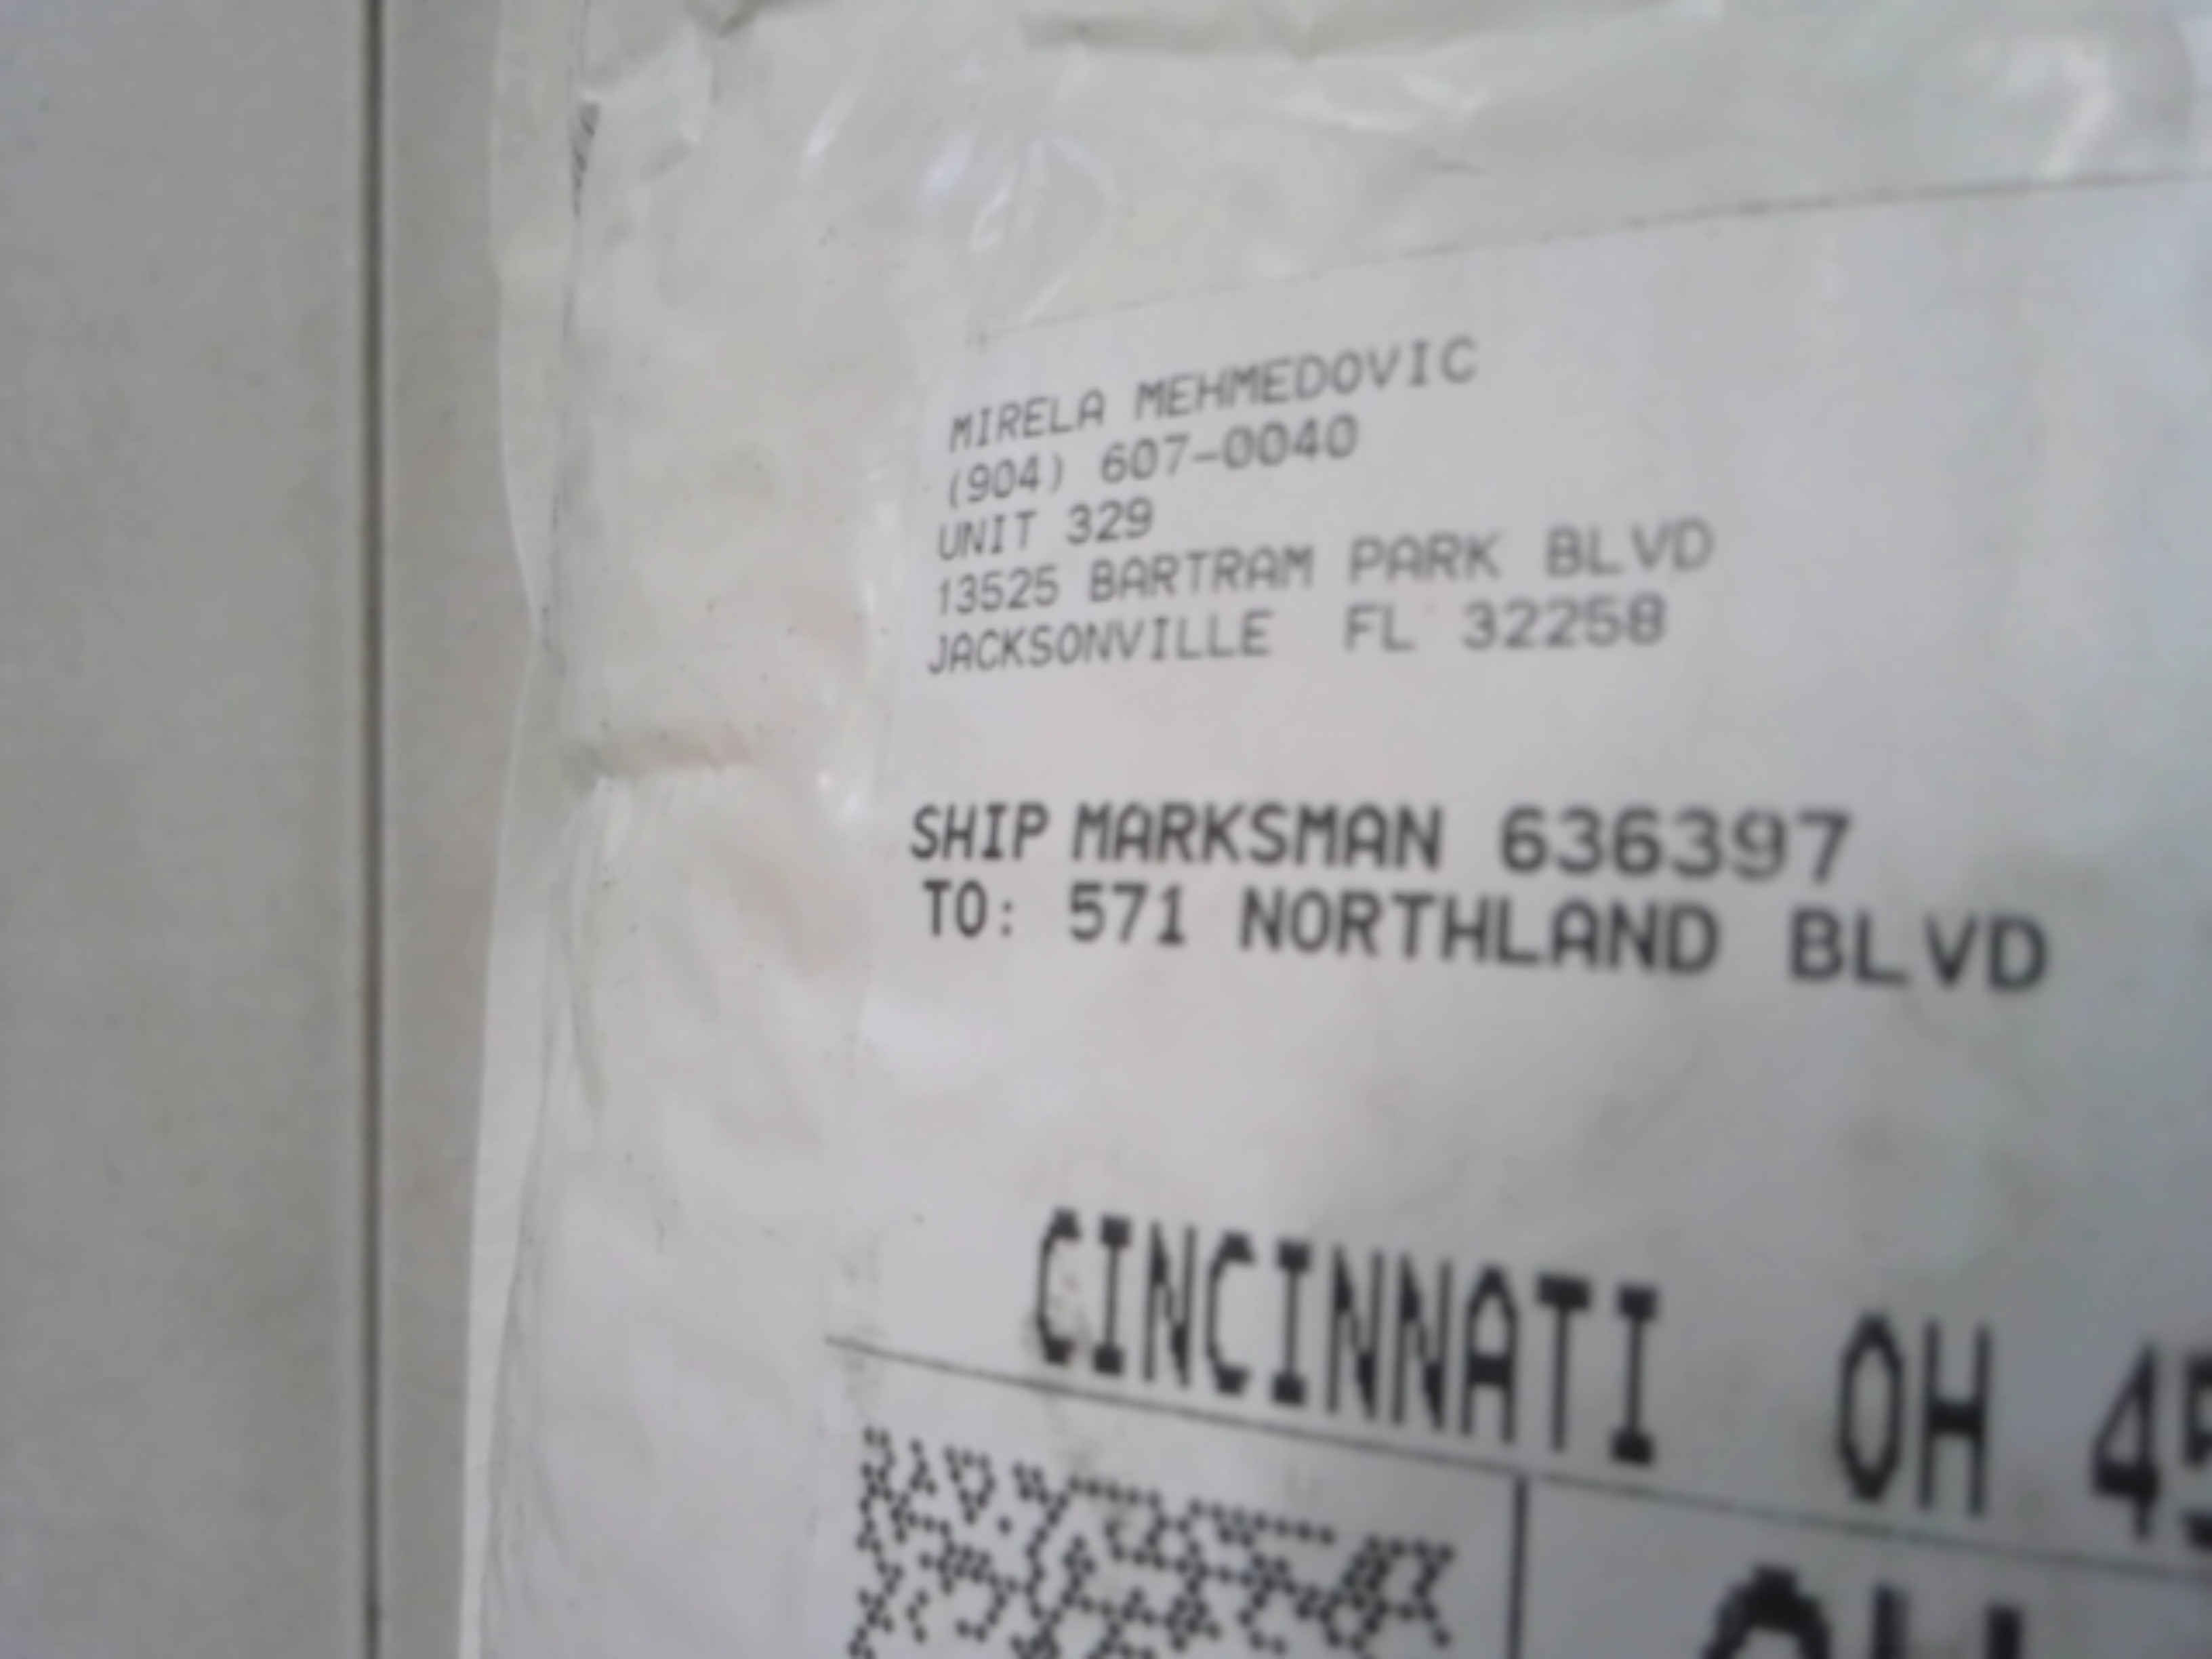 MIRELA MEHMEDOVIC
(904) 607-0040
UNIT 329
13525 BARTRAM PARK BLVD
JACKSONVILLE FL 32258
SHIP MARKSMAN 636397
TO: 571 NORTHLAND BLVD
CINCINNATI OH 45